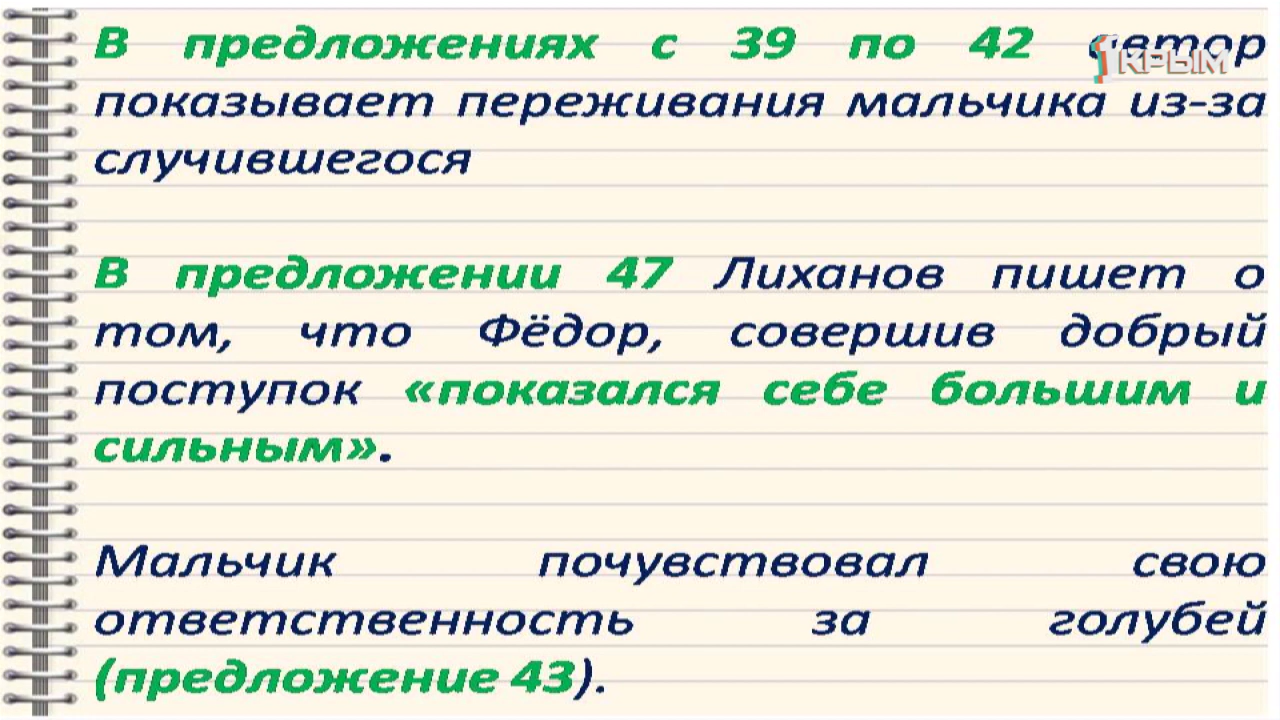 В предложениях с 39 по 42 автор
показывает переживания мальчика из-за
случившегося
В предложении 47 Лиханов пишет о
том, что Фёдор, совершив добрый
поступок «показался себе большим и
сильным».
Мальчик почувствовал свою
ответственность за голубей
(предложение 43).
1 КРЫМ